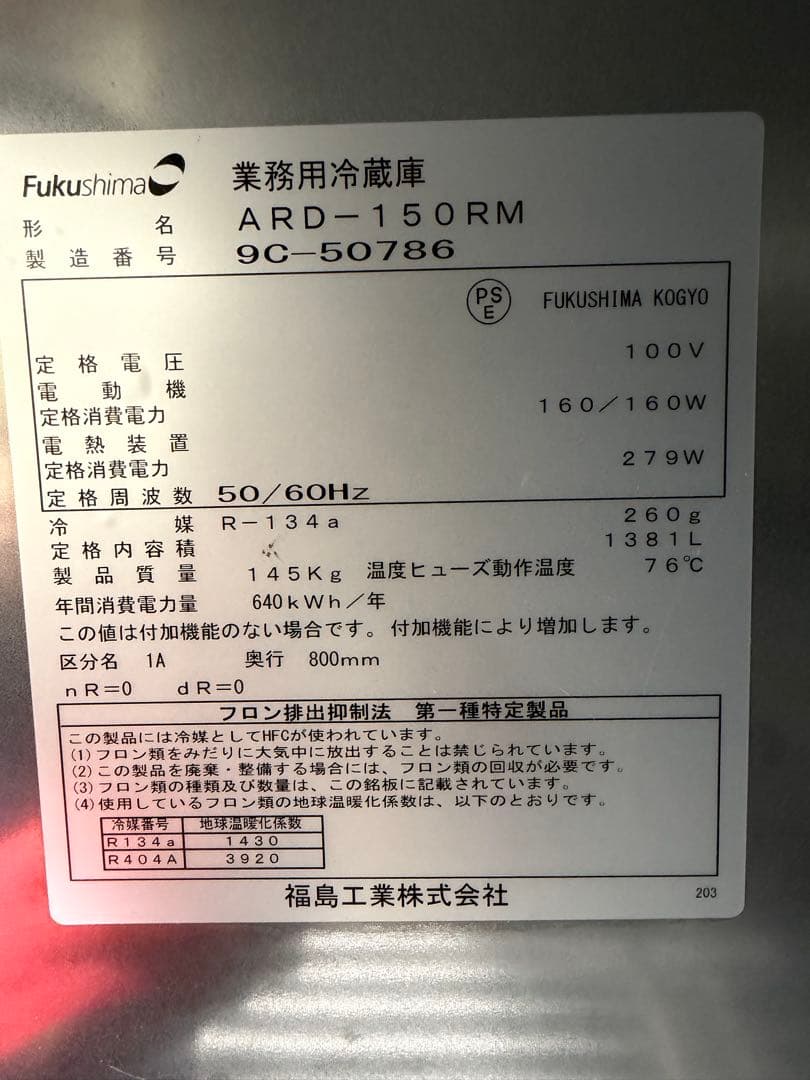 Fukushima 業務用冷蔵庫
形名 ARD-150RM
製造番号 9C-50786
PSE FUKUSHIMA KOGYO
定格電圧 100V
電動機
定格消費電力 160/160W
電熱装置
定格消費電力 279W
定格周波数 50/60Hz
冷媒 R-134a 260g
定格内容積 1381L
製品質量 145Kg 温度ヒューズ動作温度 76℃
年間消費電力量 640kWh/年
この値は付加機能のない場合です。付加機能により増加します。
区分名 1A 奥行 800mm
nR=0 dR=0
フロン排出抑制法 第一種特定製品
この製品には冷媒としてHFCが使われています。
(1)フロン類をみだりに大気中に放出することは禁じられています。
(2)この製品を廃棄・整備する場合には、フロン類の回収が必要です。
(3)フロン類の種類及び数量は、この銘板に記載されています。
(4)使用しているフロン類の地球温暖化係数は、以下のとおりです。
冷媒番号 地球温暖化係数
R134a 1430
R404A 3920
福島工業株式会社 203